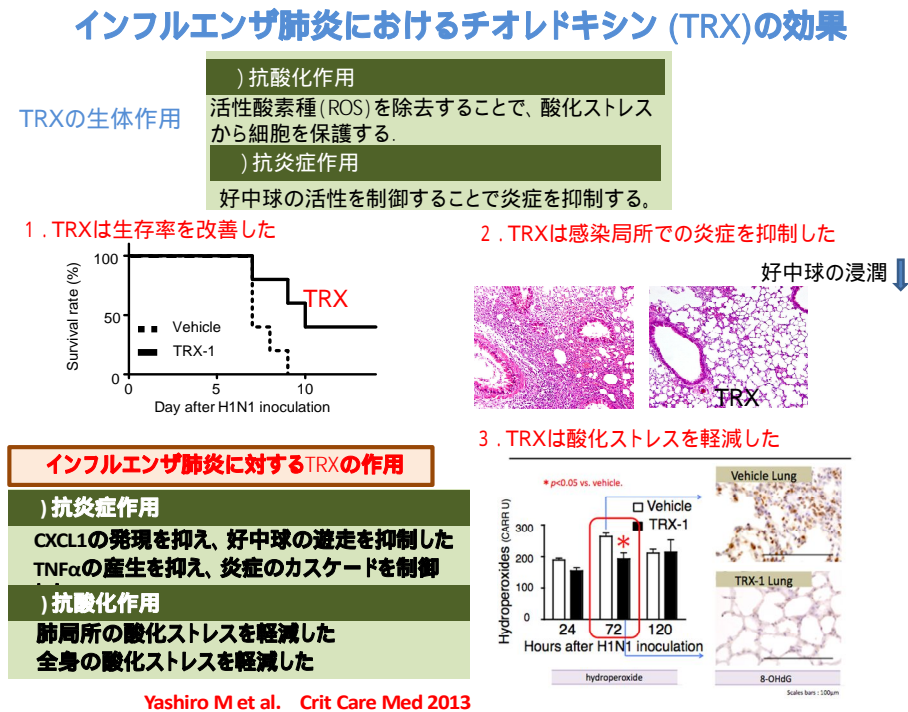 インフルエンザ肺炎におけるチオレドキシン (TRX)の効果
TRXの生体作用
) 抗酸化作用
活性酸素種(ROS)を除去することで、酸化ストレス
から細胞を保護する.
) 抗炎症作用
好中球の活性を制御することで炎症を抑制する。
1．TRXは生存率を改善した
Survival rate (%)
100
50
0
TRX
Vehicle
TRX-1
0 5 10
Day after H1N1 inoculation
2．TRXは感染局所での炎症を抑制した
好中球の浸潤
TRX
インフルエンザ肺炎に対するTRXの作用
) 抗炎症作用
CXCL1の発現を抑え、好中球の遊走を抑制した
TNFαの産生を抑え、炎症のカスケードを制御
) 抗酸化作用
肺局所の酸化ストレスを軽減した
全身の酸化ストレスを軽減した
3．TRXは酸化ストレスを軽減した
* p<0.05 vs. vehicle.
Vehicle
TRX-1
Hydroperoxides (CARR U)
300
200
100
0
*
24 72 120
Hours after H1N1 inoculation
hydroperoxide
Vehicle Lung
TRX-1 Lung
8-OHdG
Scales bars : 100μm
Yashiro M et al. Crit Care Med 2013